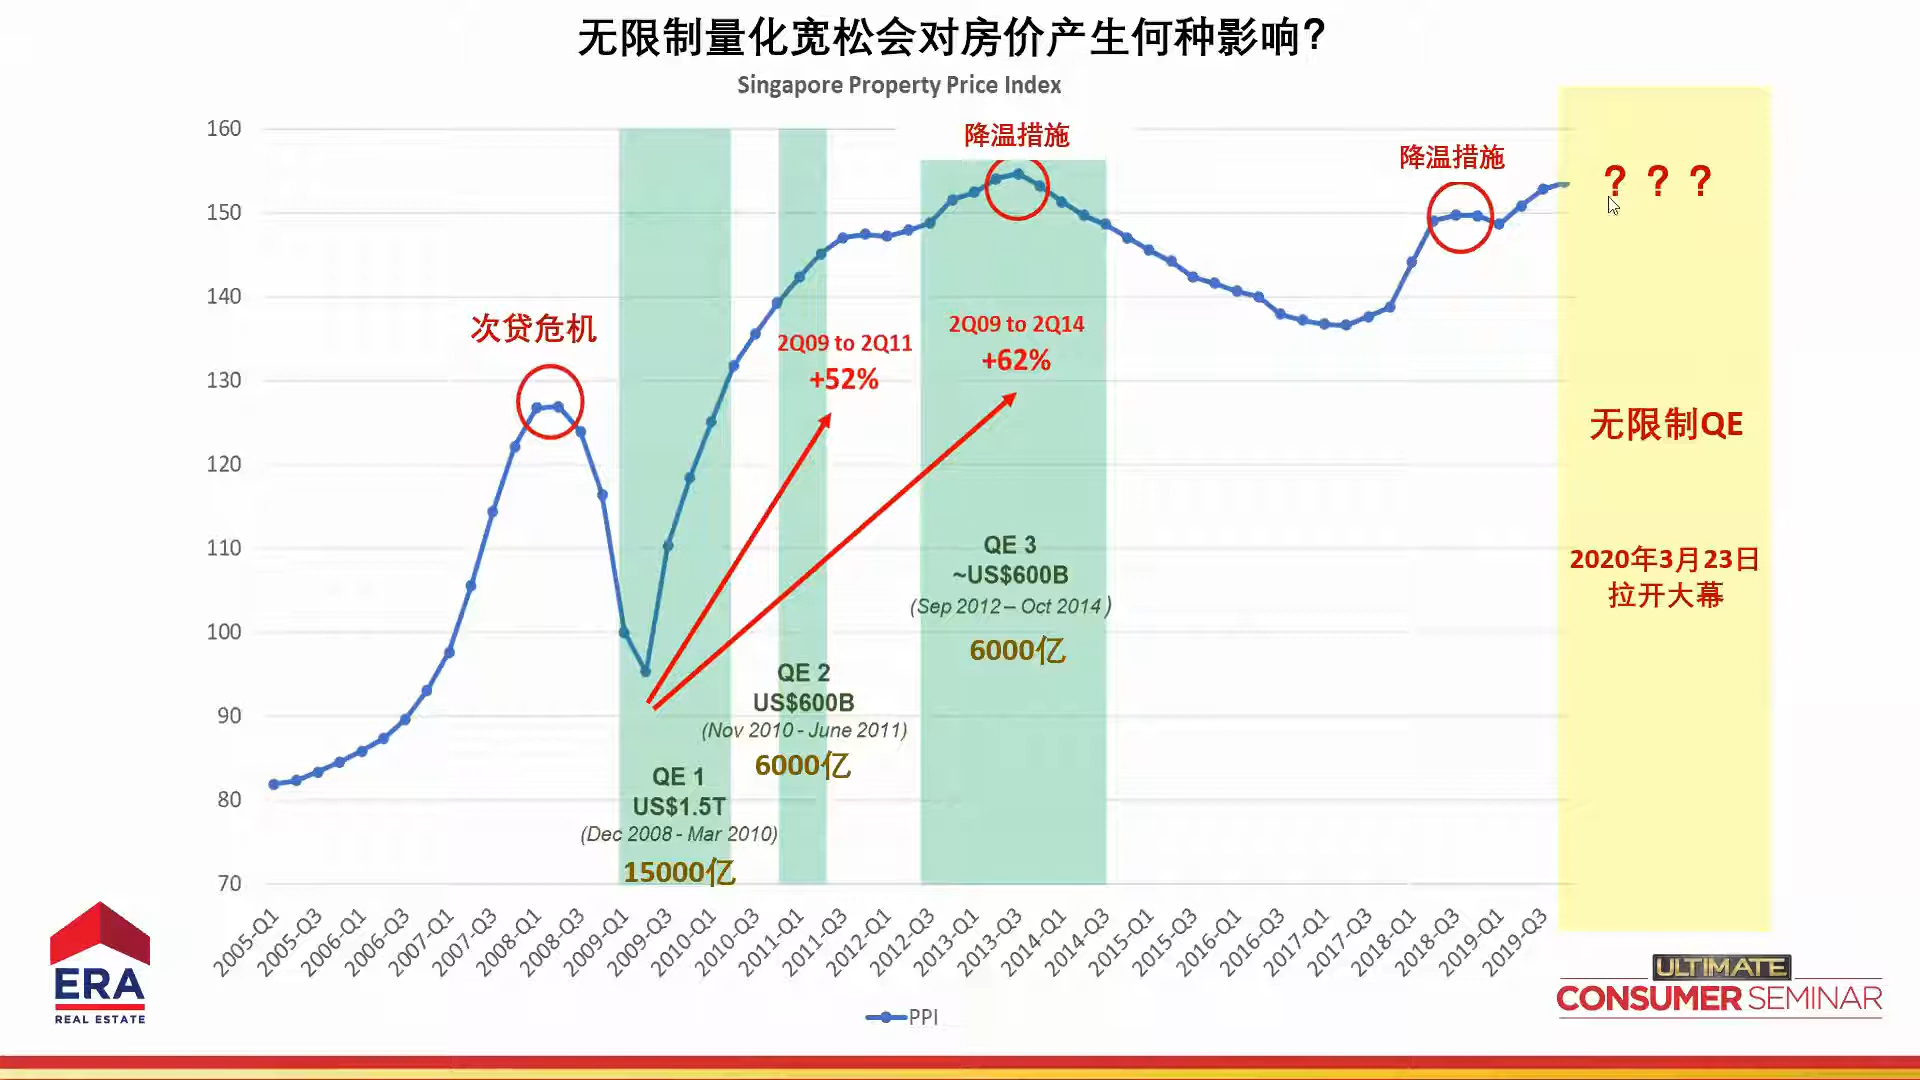 无限制量化宽松会对房价产生何种影响?
Singapore Property Price Index
160
150
140
130
120
110
100
90
80
70
次贷危机
降温措施
降温措施
? ? ?
2Q09 to 2Q11
+52%
2Q09 to 2Q14
+62%
无限制QE
2020年3月23日
拉开大幕
QE 3
~US$600B
(Sep 2012 – Oct 2014)
6000亿
QE 2
US$600B
(Nov 2010 - June 2011)
6000亿
QE 1
US$1.5T
(Dec 2008 - Mar 2010)
15000亿
2005-Q1
2005-Q3
2006-Q1
2006-Q3
2007-Q1
2007-Q3
2008-Q1
2008-Q3
2009-Q1
2009-Q3
2010-Q1
2010-Q3
2011-Q1
2011-Q3
2012-Q1
2012-Q3
2013-Q1
2013-Q3
2014-Q1
2014-Q3
2015-Q1
2015-Q3
2016-Q1
2016-Q3
2017-Q1
2017-Q3
2018-Q1
2018-Q3
2019-Q1
2019-Q3
PPI
ERA
REAL ESTATE
ULTIMATE
CONSUMER SEMINAR